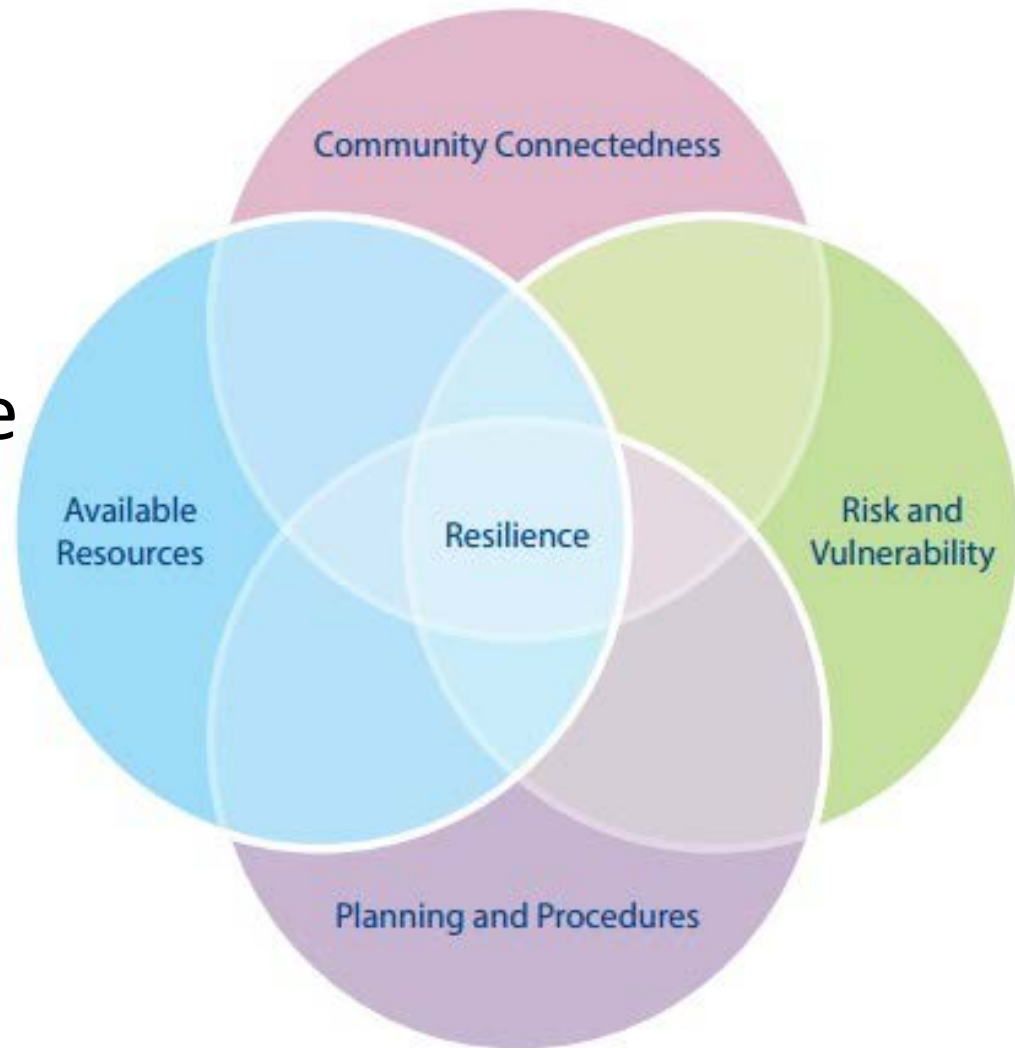 Community Connectedness
e
Available
Resources
Resilience
Risk and
Vulnerability
Planning and Procedures